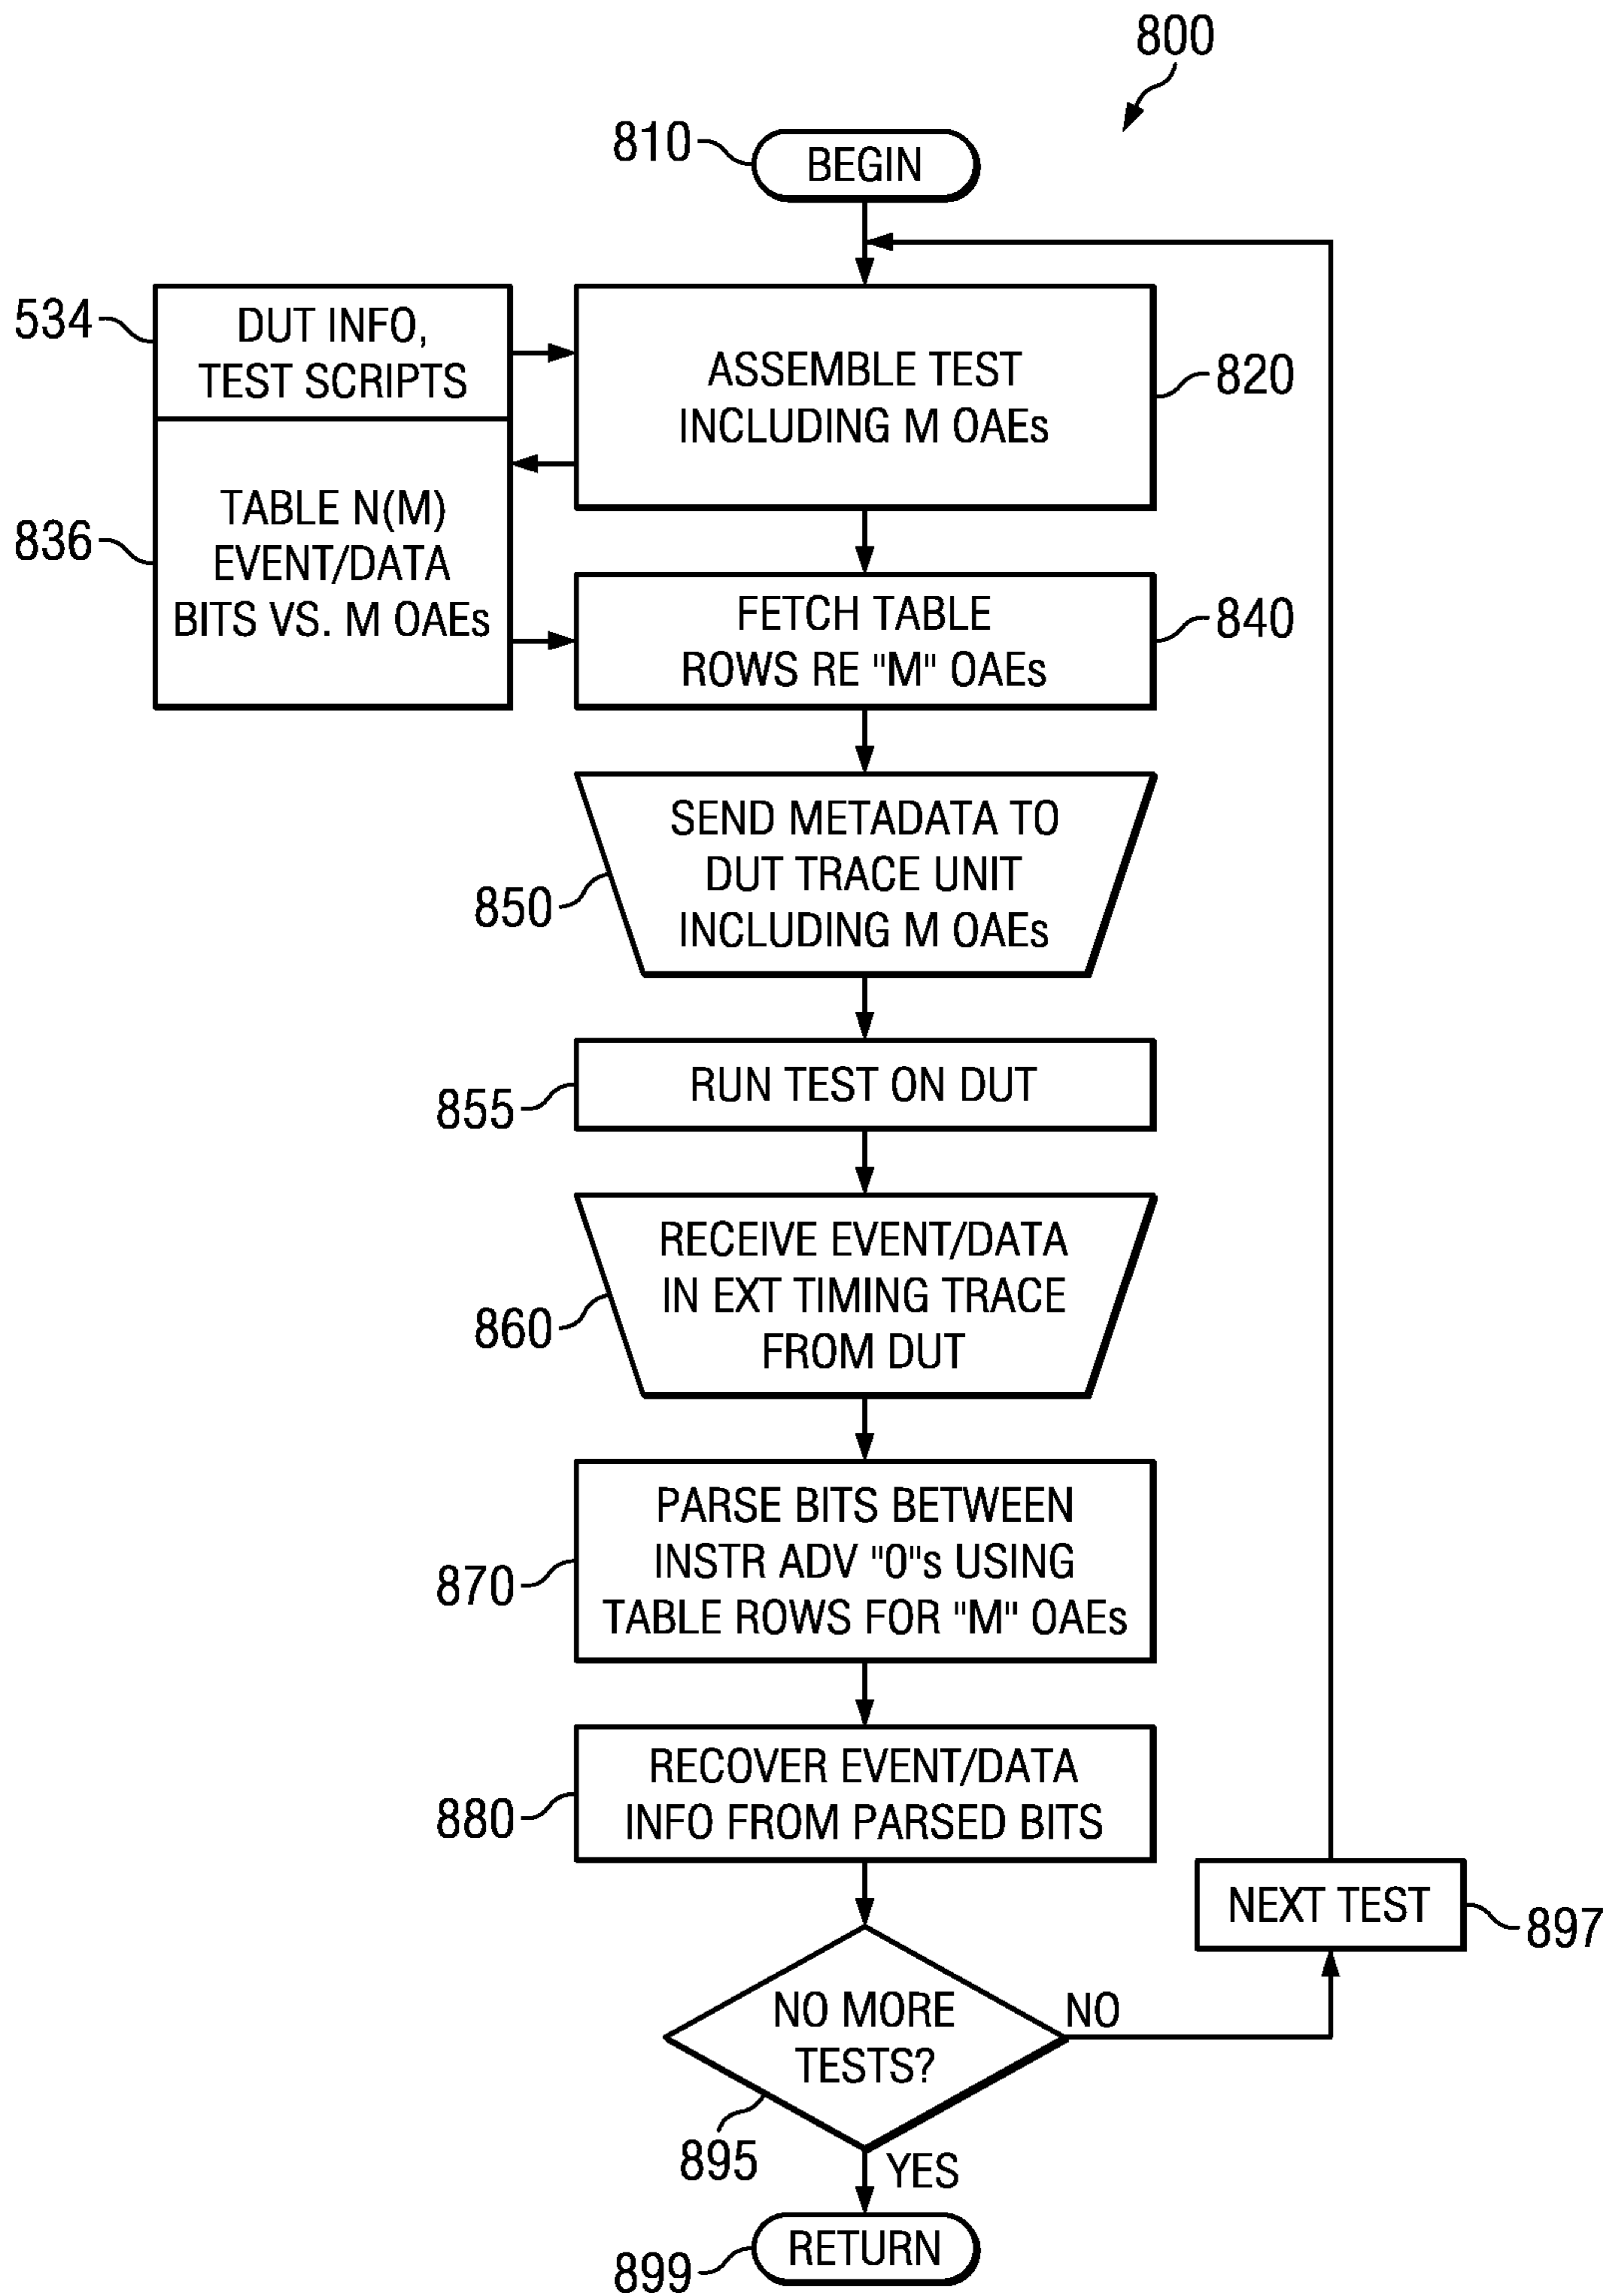 800
810
BEGIN
534
DUT INFO,
TEST SCRIPTS
ASSEMBLE TEST
INCLUDING M OAEs
820
836
TABLE N(M)
EVENT/DATA
BITS VS. M OAEs
FETCH TABLE
ROWS RE "M" OAEs
840
SEND METADATA TO
DUT TRACE UNIT
INCLUDING M OAEs
850
RUN TEST ON DUT
855
RECEIVE EVENT/DATA
IN EXT TIMING TRACE
FROM DUT
860
PARSE BITS BETWEEN
INSTR ADV "0"s USING
TABLE ROWS FOR "M" OAEs
870
RECOVER EVENT/DATA
INFO FROM PARSED BITS
880
NEXT TEST
897
NO MORE
TESTS?
NO
895
YES
RETURN
899